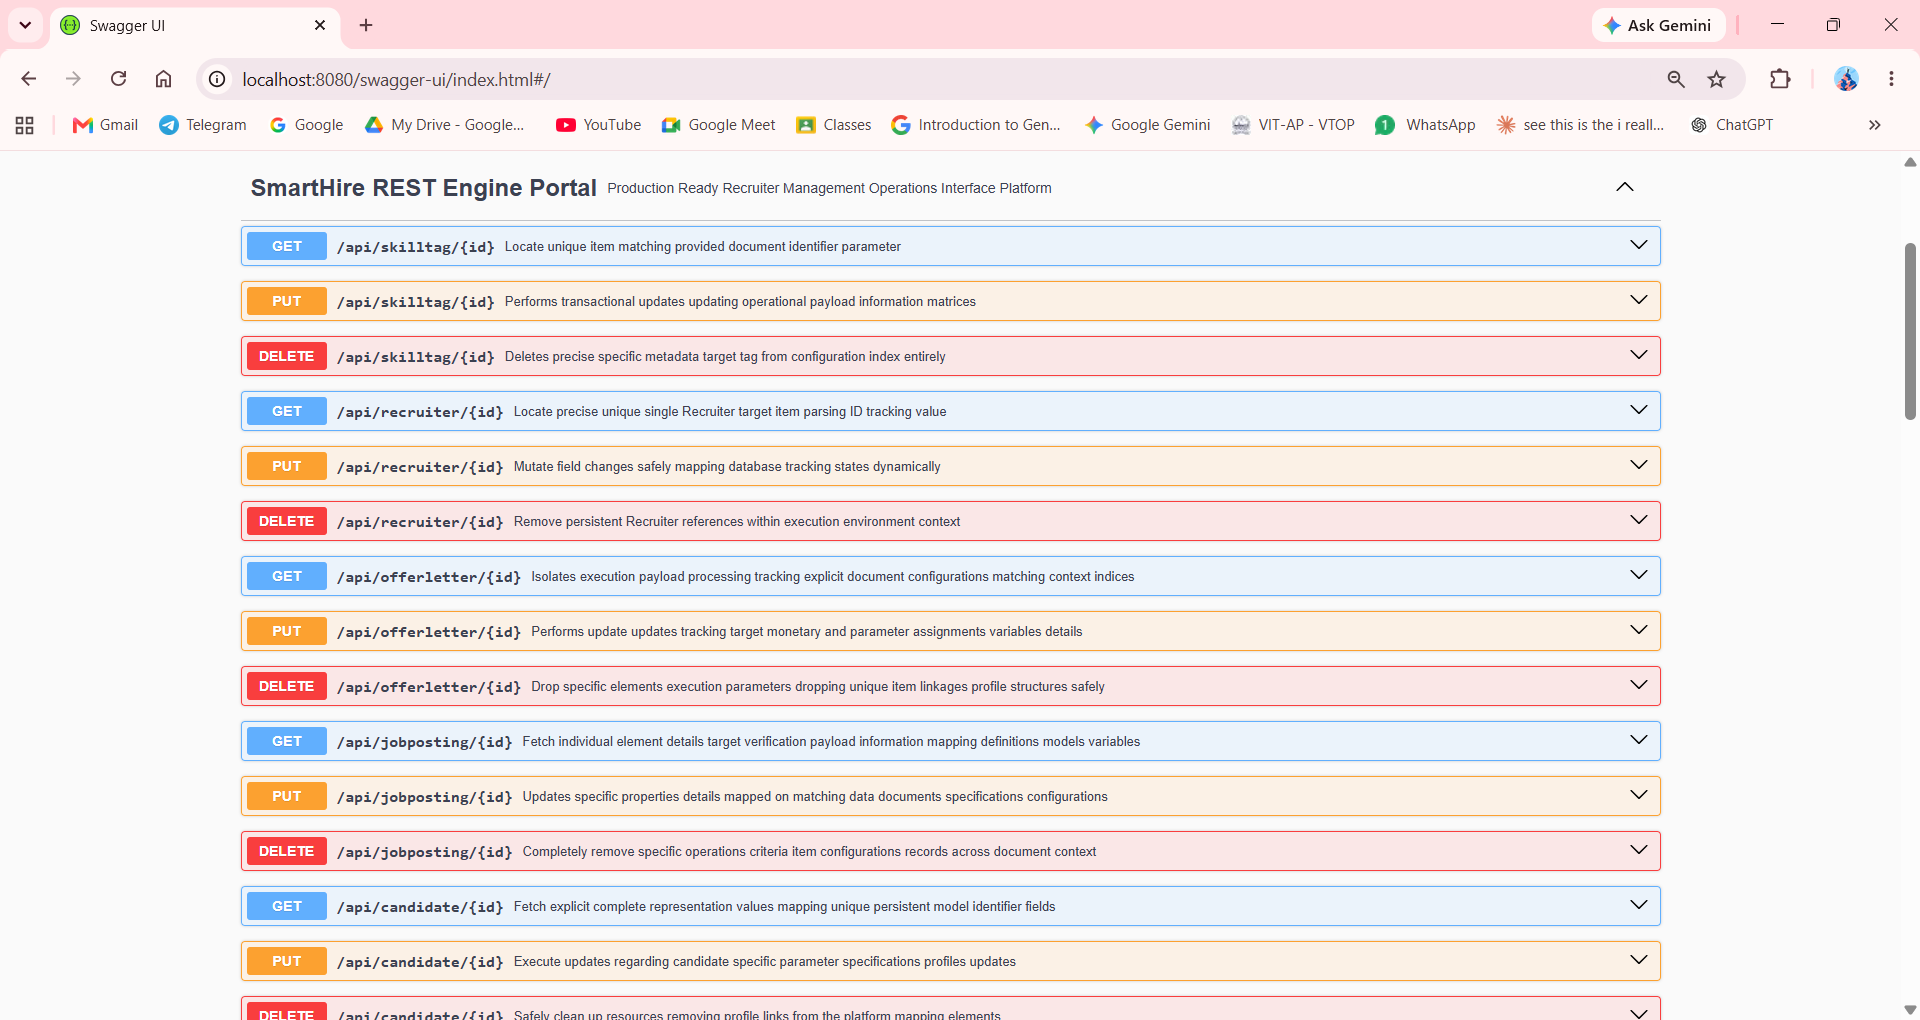 Swagger UI
Ask Gemini
localhost:8080/swagger-ui/index.html#/
Gmail Telegram Google My Drive - Google... YouTube Google Meet Classes Introduction to Gen... Google Gemini VIT-AP - VTOP 1 WhatsApp see this is the i reall... ChatGPT
SmartHire REST Engine Portal Production Ready Recruiter Management Operations Interface Platform
GET /api/skilltag/{id} Locate unique item matching provided document identifier parameter
PUT /api/skilltag/{id} Performs transactional updates updating operational payload information matrices
DELETE /api/skilltag/{id} Deletes precise specific metadata target tag from configuration index entirely
GET /api/recruiter/{id} Locate precise unique single Recruiter target item parsing ID tracking value
PUT /api/recruiter/{id} Mutate field changes safely mapping database tracking states dynamically
DELETE /api/recruiter/{id} Remove persistent Recruiter references within execution environment context
GET /api/offerletter/{id} Isolates execution payload processing tracking explicit document configurations matching context indices
PUT /api/offerletter/{id} Performs update updates tracking target monetary and parameter assignments variables details
DELETE /api/offerletter/{id} Drop specific elements execution parameters dropping unique item linkages profile structures safely
GET /api/jobposting/{id} Fetch individual element details target verification payload information mapping definitions models variables
PUT /api/jobposting/{id} Updates specific properties details mapped on matching data documents specifications configurations
DELETE /api/jobposting/{id} Completely remove specific operations criteria item configurations records across document context
GET /api/candidate/{id} Fetch explicit complete representation values mapping unique persistent model identifier fields
PUT /api/candidate/{id} Execute updates regarding candidate specific parameter specifications profiles updates
DELETE /api/candidate/{id} Safely clean up resources removing profile links from the platform mapping elements